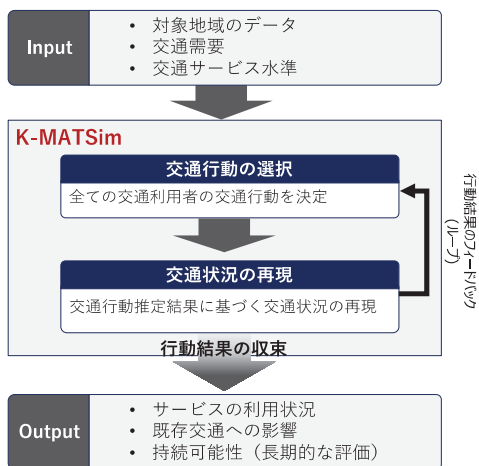 Input
• 対象地域のデータ
• 交通需要
• 交通サービス水準
K-MATSim
交通行動の選択
全ての交通利用者の交通行動を決定
交通状況の再現
交通行動推定結果に基づく交通状況の再現
行動結果のフィードバック
(ループ)
行動結果の収束
Output
• サービスの利用状況
• 既存交通への影響
• 持続可能性（長期的な評価）